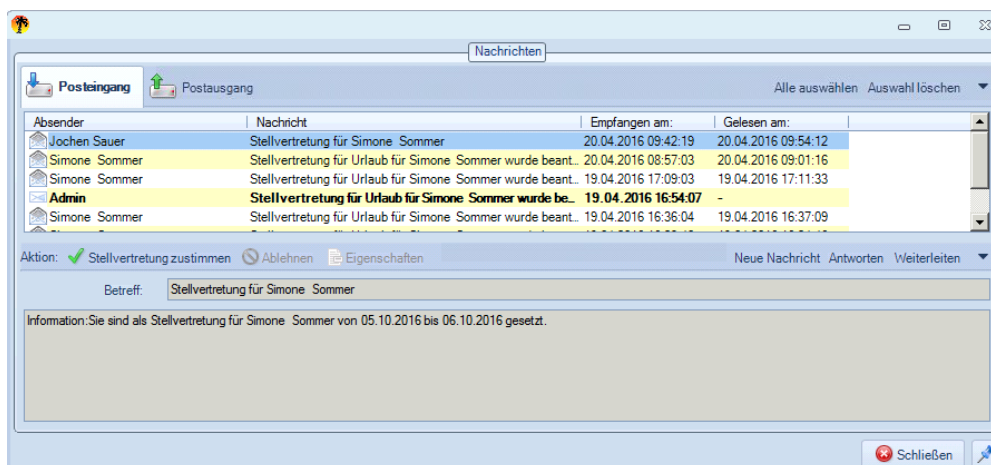 Nachrichten
Posteingang Postausgang Alle auswählen Auswahl löschen
Absender Nachricht Empfangen am: Gelesen am:
Jochen Sauer Stellvertretung für Simone Sommer 20.04.2016 09:42:19 20.04.2016 09:54:12
Simone Sommer Stellvertretung für Urlaub für Simone Sommer wurde beant... 20.04.2016 08:57:03 20.04.2016 09:01:16
Simone Sommer Stellvertretung für Urlaub für Simone Sommer wurde beant... 19.04.2016 17:09:03 19.04.2016 17:11:33
Admin Stellvertretung für Urlaub für Simone Sommer wurde be... 19.04.2016 16:54:07 -
Simone Sommer Stellvertretung für Urlaub für Simone Sommer wurde beant... 19.04.2016 16:36:04 19.04.2016 16:37:09
Aktion: Stellvertretung zustimmen Ablehnen Eigenschaften Neue Nachricht Antworten Weiterleiten
Betreff: Stellvertretung für Simone Sommer
Information:Sie sind als Stellvertretung für Simone Sommer von 05.10.2016 bis 06.10.2016 gesetzt.
Schließen